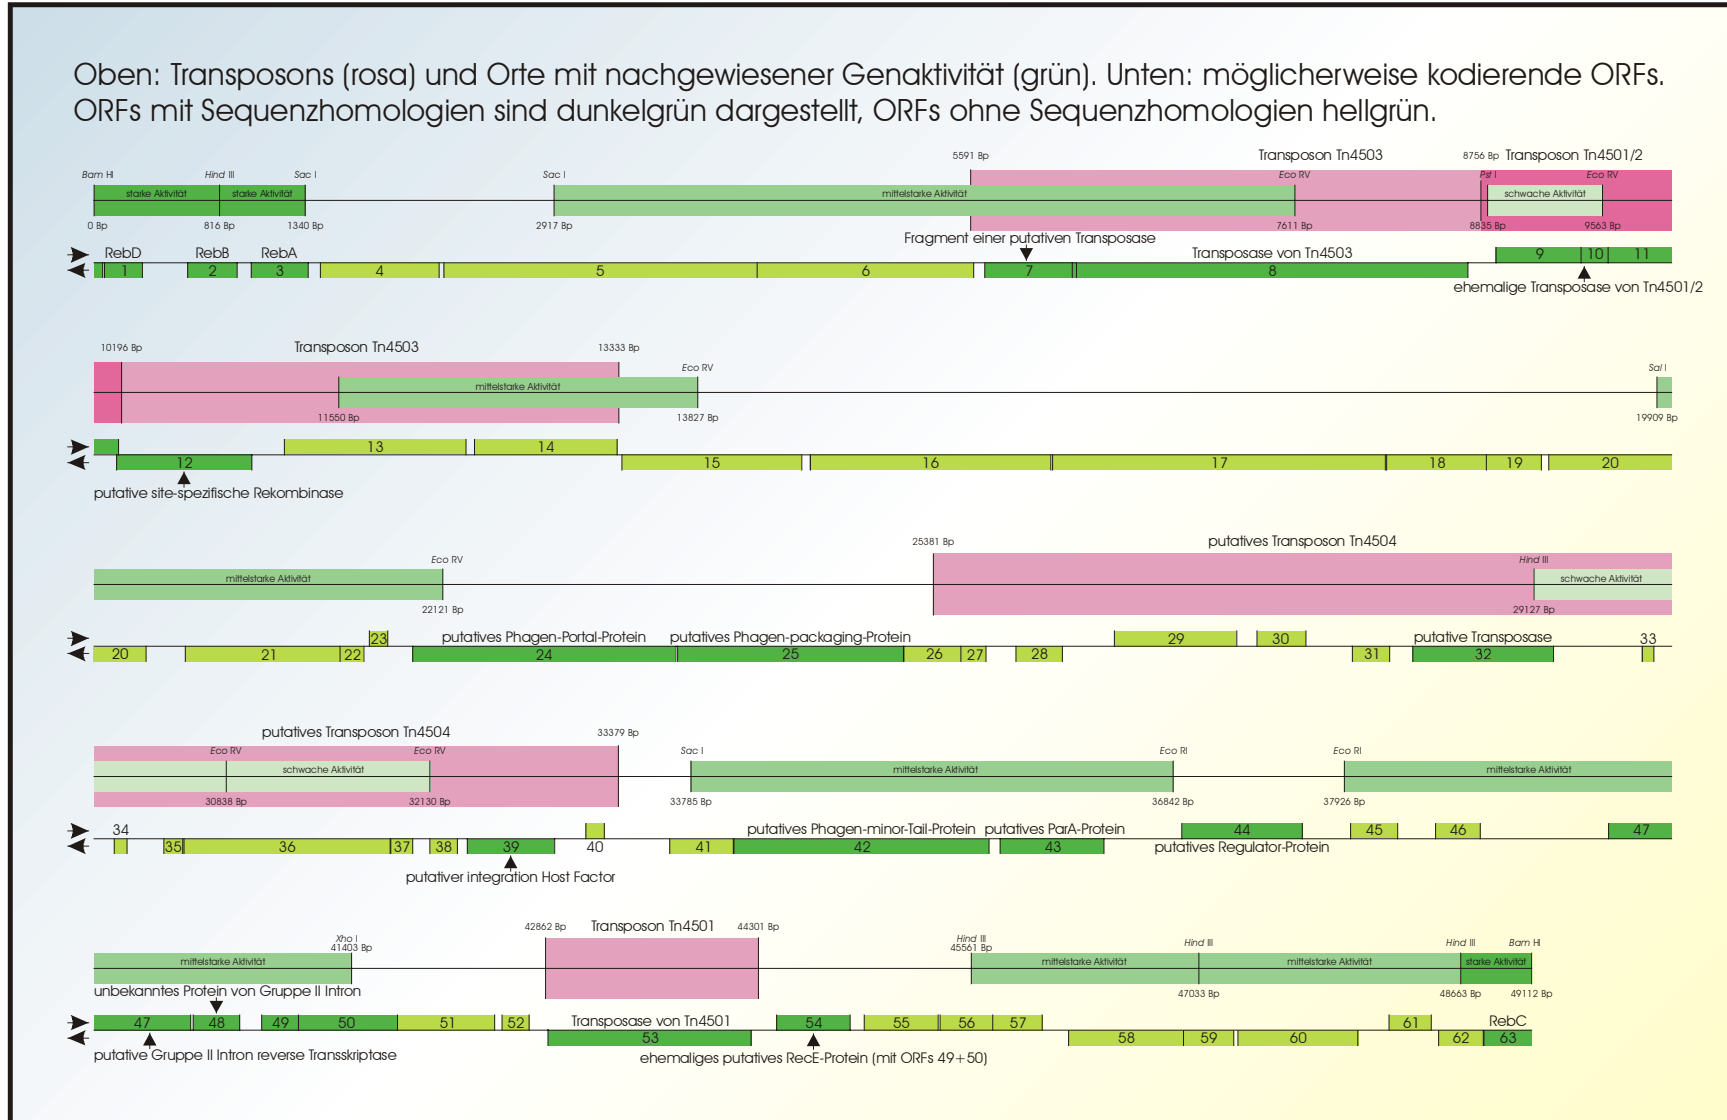 Oben: Transposons (rosa) und Orte mit nachgewiesener Genaktivität (grün). Unten: möglicherweise kodierende ORFs.
ORFs mit Sequenzhomologien sind dunkelgrün dargestellt, ORFs ohne Sequenzhomologien hellgrün.
5591 Bp Transposon Tn4503 8756 Bp Transposon Tn4501/2
Bam HI Hind III Sac I Sac I Eco RV Pst I Eco RV
starke Aktivität starke Aktivität mittelstarke Aktivität schwache Aktivität
0 Bp 816 Bp 1340 Bp 2917 Bp 7611 Bp 8835 Bp 9563 Bp
Fragment einer putativen Transposase
RebD RebB RebA Transposase von Tn4503 9 10 11
1 2 3 4 5 6 7 8
ehemalige Transposase von Tn4501/2
10196 Bp Transposon Tn4503 13333 Bp
Eco RV Sal I
mittelstarke Aktivität
11550 Bp 13827 Bp 19909 Bp
13 14
12 15 16 17 18 19 20
putative site-spezifische Rekombinase
25381 Bp putatives Transposon Tn4504
Eco RV Hind III
mittelstarke Aktivität schwache Aktivität
22121 Bp 29127 Bp
23 putatives Phagen-Portal-Protein putatives Phagen-packaging-Protein 29 30 putative Transposase 33
20 21 22 24 25 26 27 28 31 32
putatives Transposon Tn4504 33379 Bp
Eco RV Eco RV Sac I Eco RI Eco RI
schwache Aktivität mittelstarke Aktivität mittelstarke Aktivität
30838 Bp 32130 Bp 33785 Bp 36842 Bp 37926 Bp
34 putatives Phagen-minor-Tail-Protein putatives ParA-Protein 44 45 46 47
35 36 37 38 39 40 41 42 43 putatives Regulator-Protein
putativer integration Host Factor
42862 Bp Transposon Tn4501 44301 Bp
Xho I Hind III Hind III Hind III Bam HI
41403 Bp 45561 Bp
mittelstarke Aktivität mittelstarke Aktivität mittelstarke Aktivität starke Aktivität
unbekanntes Protein von Gruppe II Intron 47033 Bp 48663 Bp 49112 Bp
47 48 49 50 51 52 Transposase von Tn4501 54 55 56 57 61 RebC
53 58 59 60 62 63
putative Gruppe II Intron reverse Transskriptase ehemaliges putatives RecE-Protein (mit ORFs 49+50)